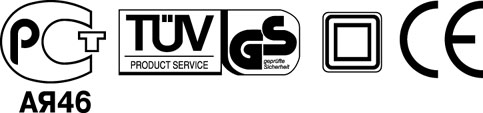 РСТ
АЯ46
TÜV
PRODUCT SERVICE
GS
geprüfte
Sicherheit
CE